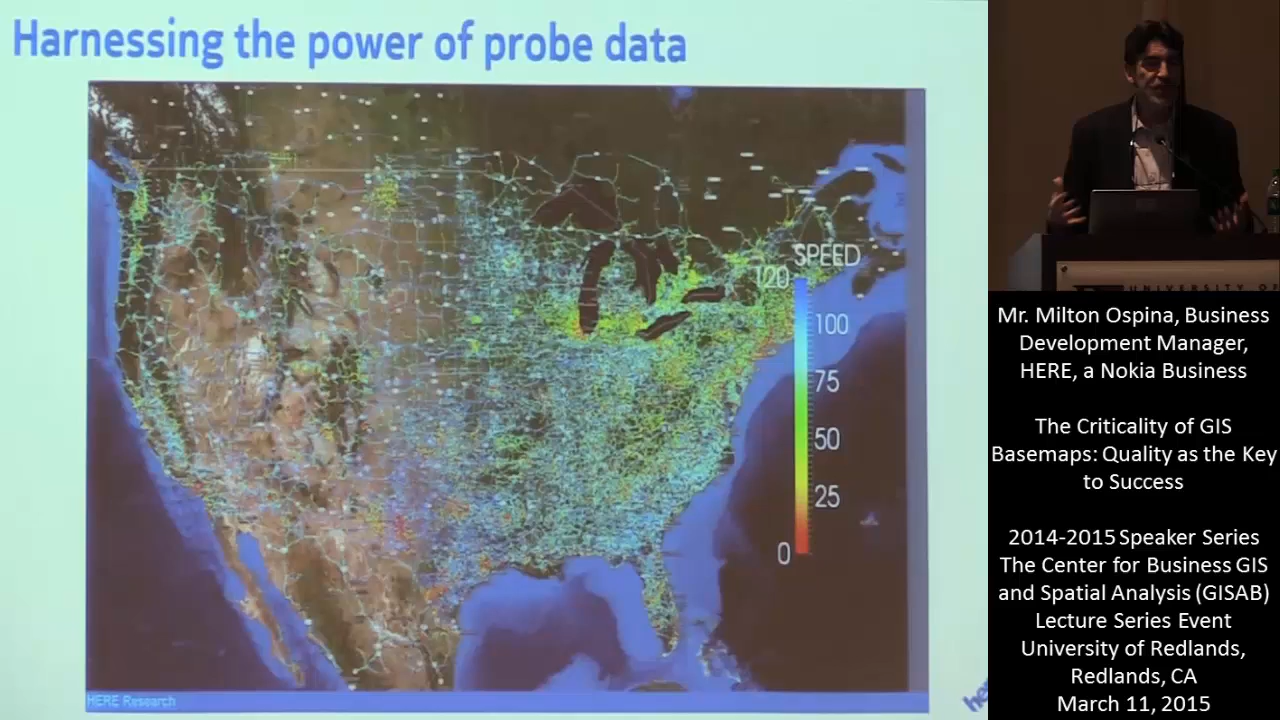 Harnessing the power of probe data
SPEED
120
100
75
50
25
0
HERE Research
here
UNIVERSITY OF
Mr. Milton Ospina, Business
Development Manager,
HERE, a Nokia Business
The Criticality of GIS
Basemaps: Quality as the Key
to Success
2014-2015 Speaker Series
The Center for Business GIS
and Spatial Analysis (GISAB)
Lecture Series Event
University of Redlands,
Redlands, CA
March 11, 2015